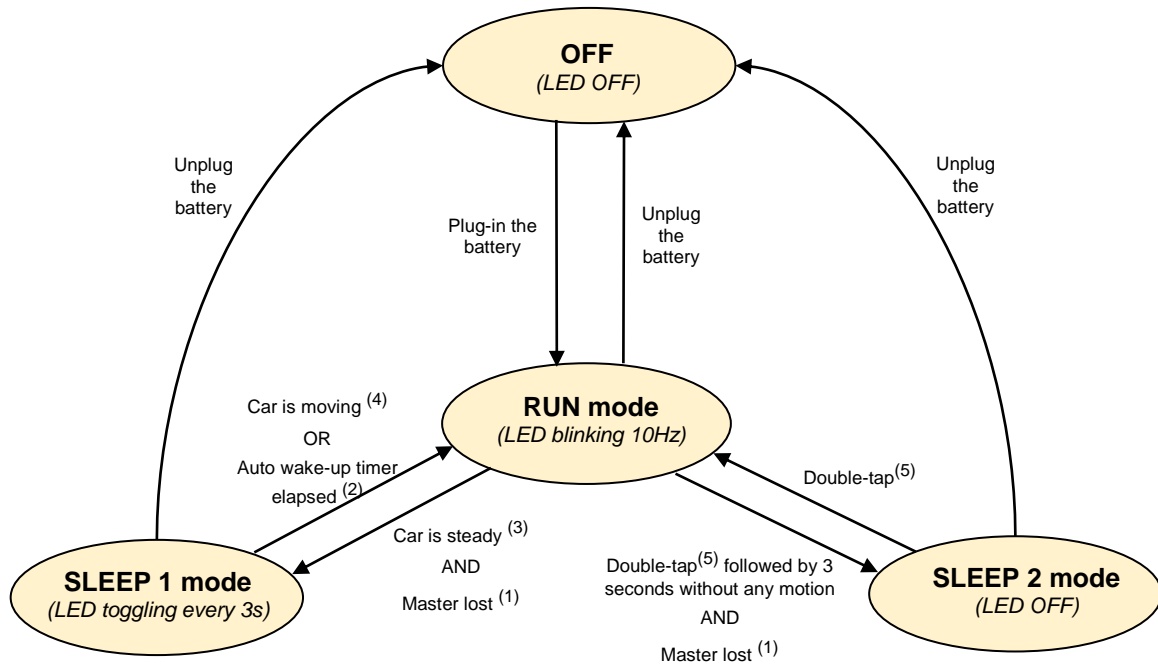 OFF
(LED OFF)
Unplug
the
battery
Plug-in the
battery
Unplug
the
battery
Unplug
the
battery
RUN mode
(LED blinking 10Hz)
Car is moving (4)
OR
Auto wake-up timer
elapsed (2)
Double-tap(5)
Car is steady (3)
AND
Master lost (1)
Double-tap(5) followed by 3
seconds without any motion
AND
Master lost (1)
SLEEP 1 mode
(LED toggling every 3s)
SLEEP 2 mode
(LED OFF)